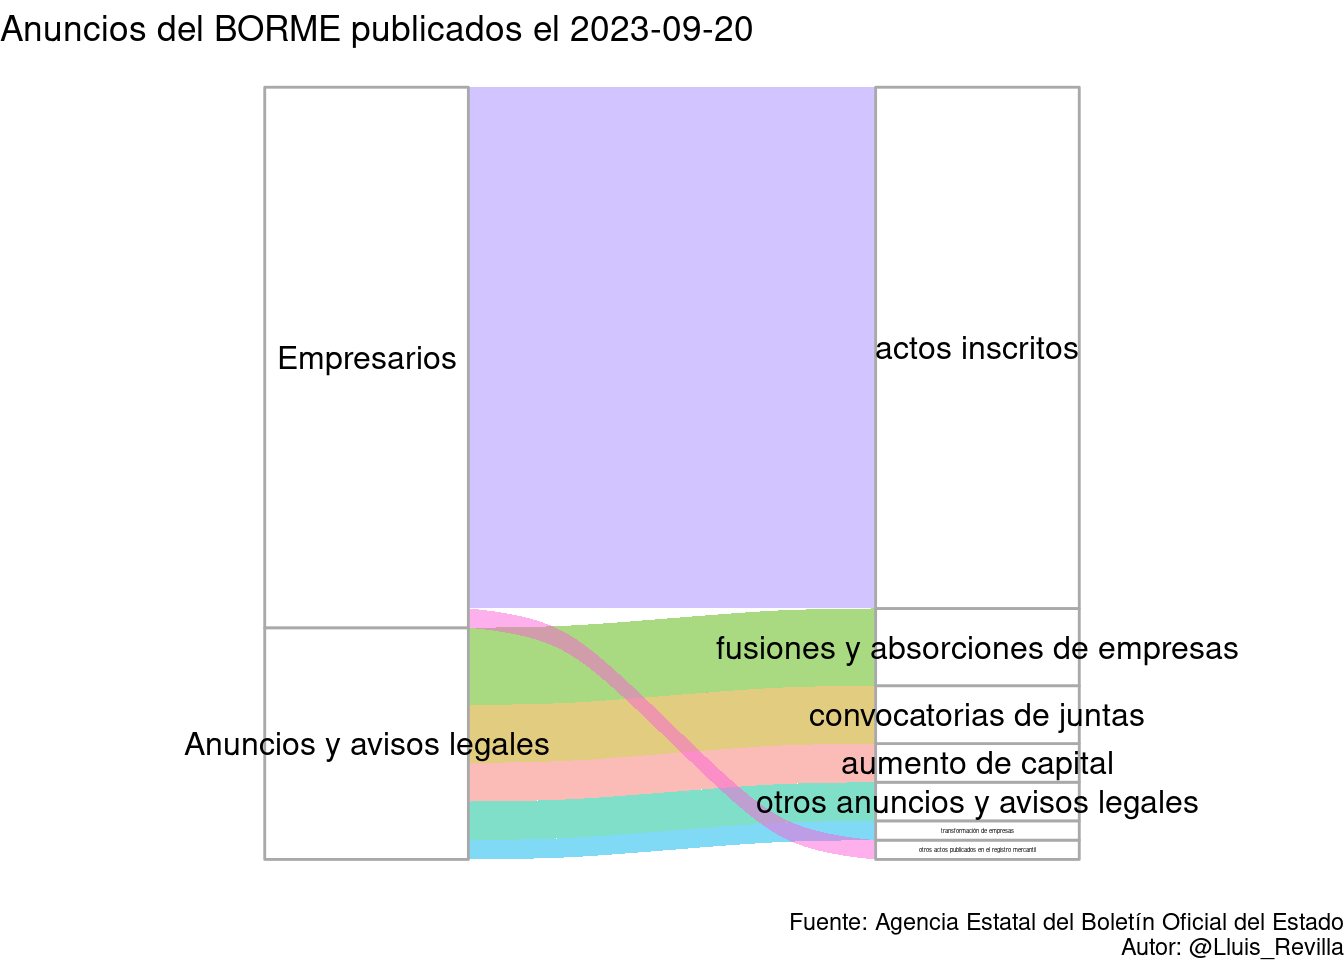 Anuncios del BORME publicados el 2023-09-20
Empresarios
actos inscritos
fusiones y absorciones de empresas
convocatorias de juntas
Anuncios y avisos legales
aumento de capital
otros anuncios y avisos legales
transformación de empresas
otros actos publicados en el registro mercantil
Fuente: Agencia Estatal del Boletín Oficial del Estado
Autor: @Lluis_Revilla